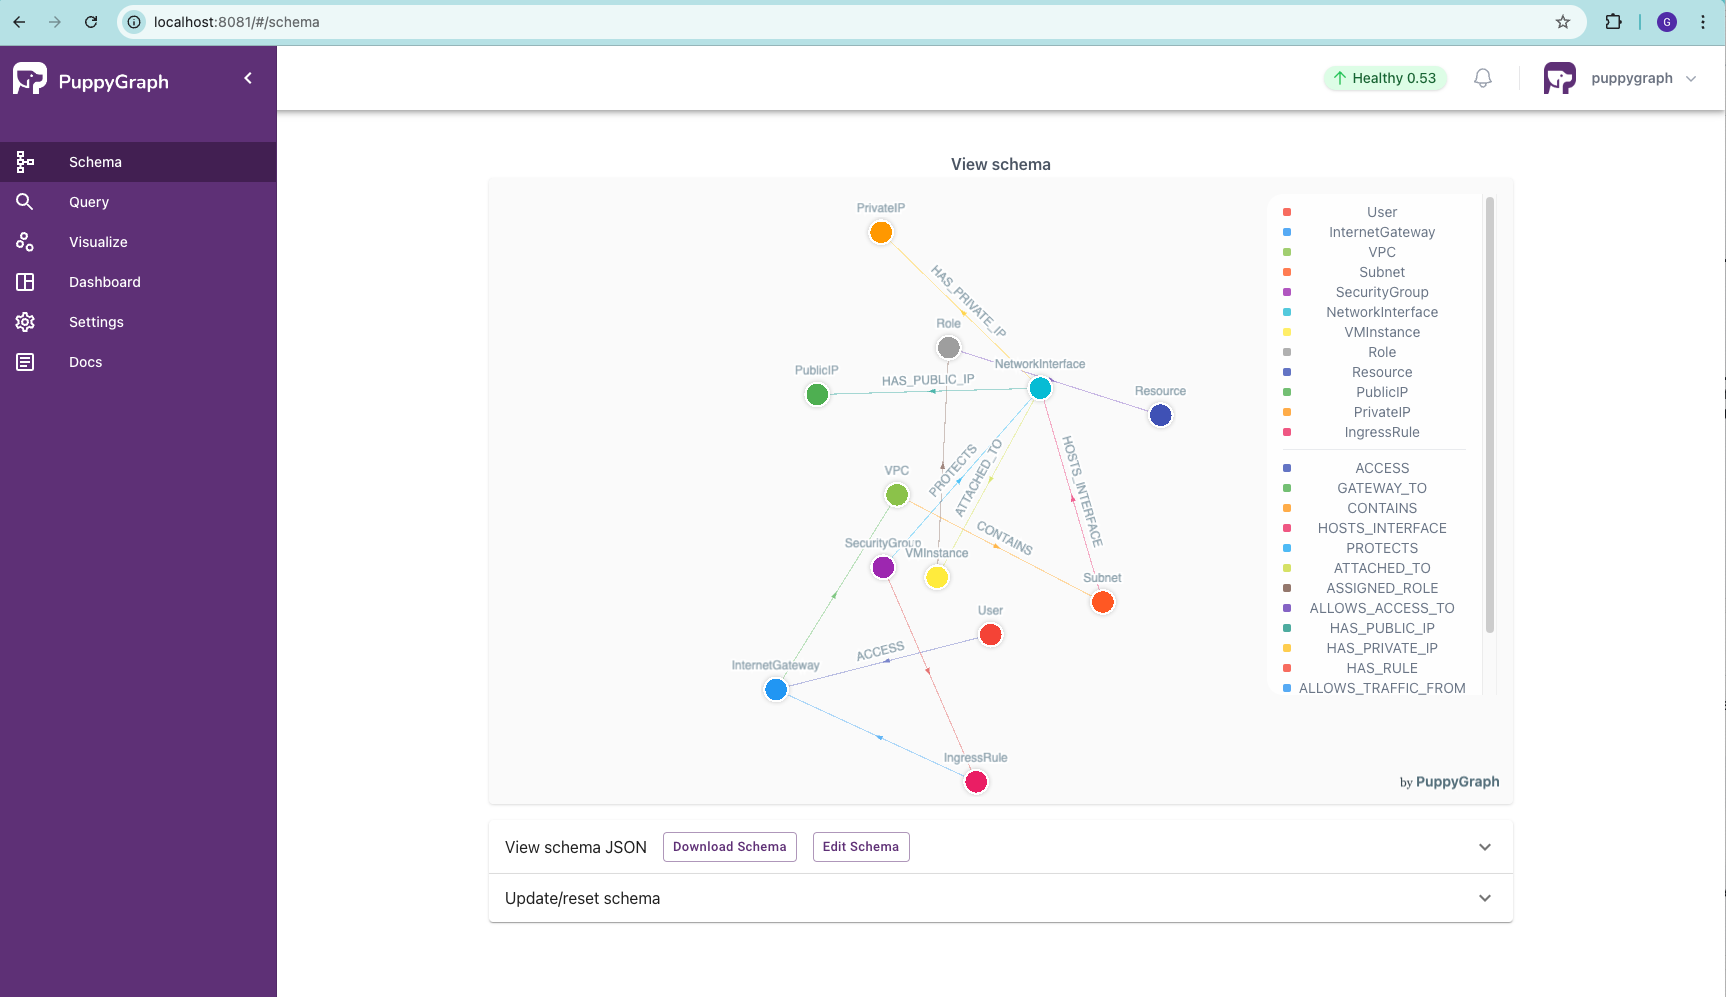 localhost:8081/#/schema
G
PuppyGraph
Healthy 0.53
puppygraph
Schema
Query
Visualize
Dashboard
Settings
Docs
View schema
PrivateIP
HAS_PRIVATE_IP
Role
NetworkInterface
PublicIP
HAS_PUBLIC_IP
Resource
PROTECTS
ATTACHED_TO
HOSTS_INTERFACE
VPC
CONTAINS
SecurityGroup
VMInstance
Subnet
User
ACCESS
InternetGateway
IngressRule
User
InternetGateway
VPC
Subnet
SecurityGroup
NetworkInterface
VMInstance
Role
Resource
PublicIP
PrivateIP
IngressRule
ACCESS
GATEWAY_TO
CONTAINS
HOSTS_INTERFACE
PROTECTS
ATTACHED_TO
ASSIGNED_ROLE
ALLOWS_ACCESS_TO
HAS_PUBLIC_IP
HAS_PRIVATE_IP
HAS_RULE
ALLOWS_TRAFFIC_FROM
by PuppyGraph
View schema JSON
Download Schema
Edit Schema
Update/reset schema